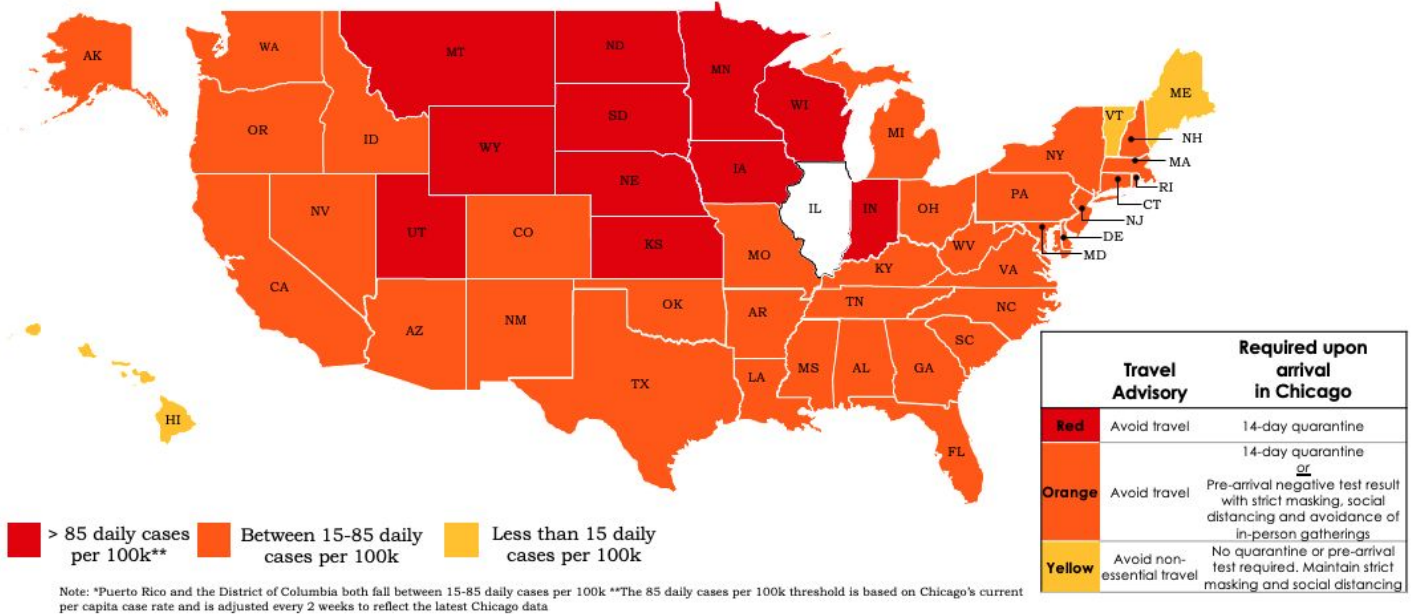 AK
WA
MT
ND
MN
WI
MI
VT
ME
NH
MA
RI
CT
NJ
DE
MD
OR
ID
WY
SD
IA
NE
NY
PA
NV
UT
CO
KS
MO
IL
IN
OH
WV
KY
VA
CA
AZ
NM
OK
AR
TN
NC
SC
TX
LA
MS
AL
GA
FL
HI
Travel
Advisory
Required upon
arrival
in Chicago
Red
Avoid travel
14-day quarantine
Orange
Avoid travel
14-day quarantine
or
Pre-arrival negative test result
with strict masking, social
distancing and avoidance of
in-person gatherings
Yellow
Avoid non-
essential travel
No quarantine or pre-arrival
test required. Maintain strict
masking and social distancing
> 85 daily cases
per 100k**
Between 15-85 daily
cases per 100k
Less than 15 daily
cases per 100k
Note: *Puerto Rico and the District of Columbia both fall between 15-85 daily cases per 100k **The 85 daily cases per 100k threshold is based on Chicago's current
per capita case rate and is adjusted every 2 weeks to reflect the latest Chicago data